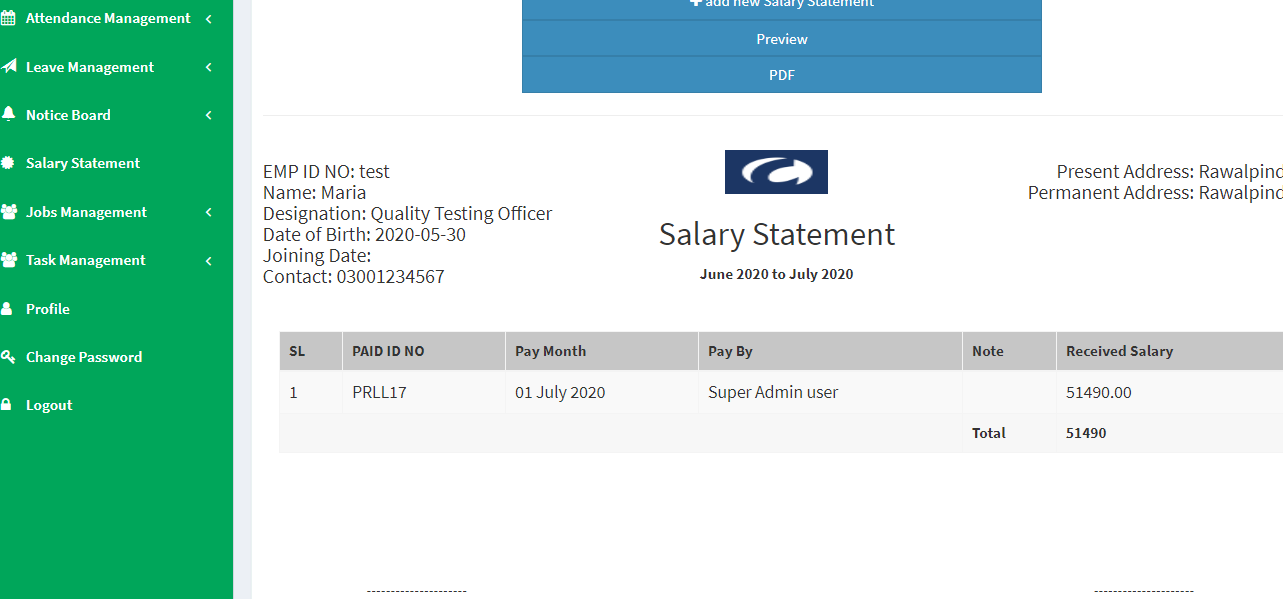 Attendance Management
Leave Management
Notice Board
Salary Statement
Jobs Management
Task Management
Profile
Change Password
Logout
add new Salary Statement
Preview
PDF
EMP ID NO: test
Name: Maria
Designation: Quality Testing Officer
Date of Birth: 2020-05-30
Joining Date:
Contact: 03001234567
Salary Statement
June 2020 to July 2020
Present Address: Rawalpind
Permanent Address: Rawalpind
SL PAID ID NO Pay Month Pay By Note Received Salary
1 PRLL17 01 July 2020 Super Admin user 51490.00
Total 51490
--------------------- ---------------------